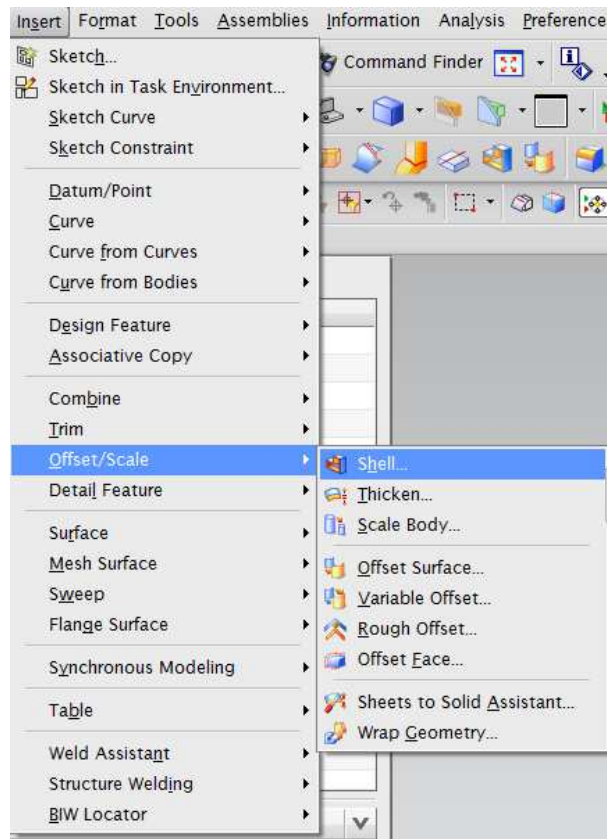 Insert Format Tools Assemblies Information Analysis Preference
Sketch...
Command Finder
Sketch in Task Environment...
Sketch Curve
Sketch Constraint
Datum/Point
Curve
Curve from Curves
Curve from Bodies
Design Feature
Associative Copy
Combine
Trim
Offset/Scale
Detail Feature
Surface
Mesh Surface
Sweep
Flange Surface
Synchronous Modeling
Table
Weld Assistant
Structure Welding
BIW Locator
Shell...
Thicken...
Scale Body...
Offset Surface...
Variable Offset...
Rough Offset...
Offset Face...
Sheets to Solid Assistant...
Wrap Geometry...